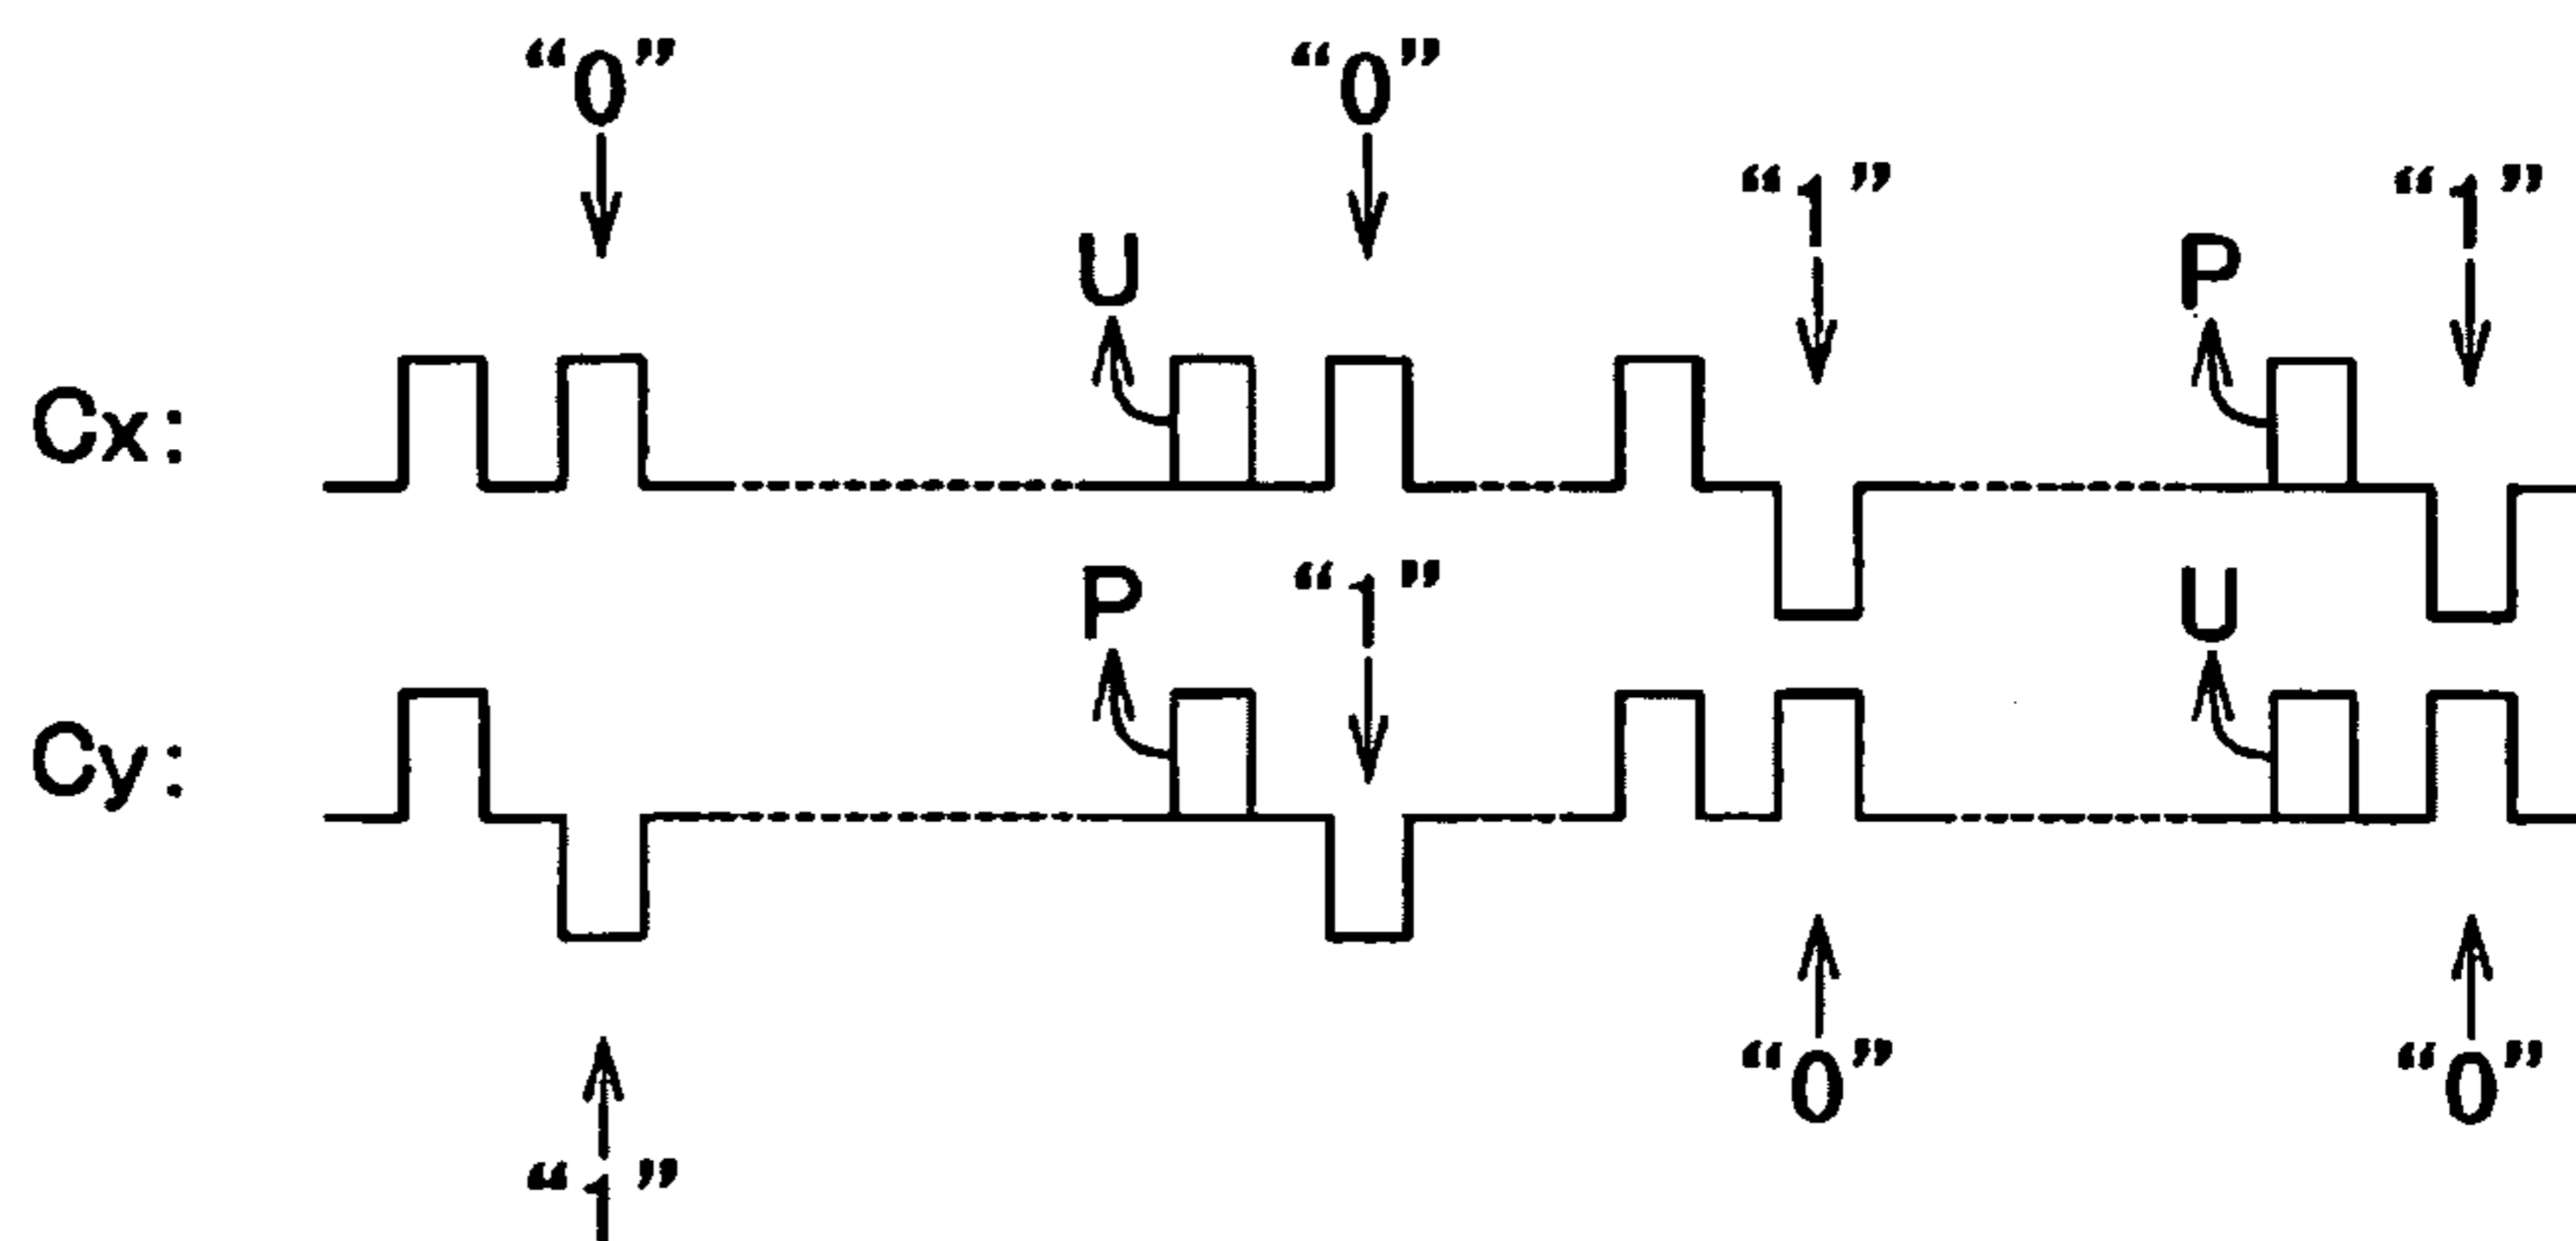 “0” “0”
“1” “1”
U P
Cx:
P “1” U
Cy:
“0” “0”
“1”